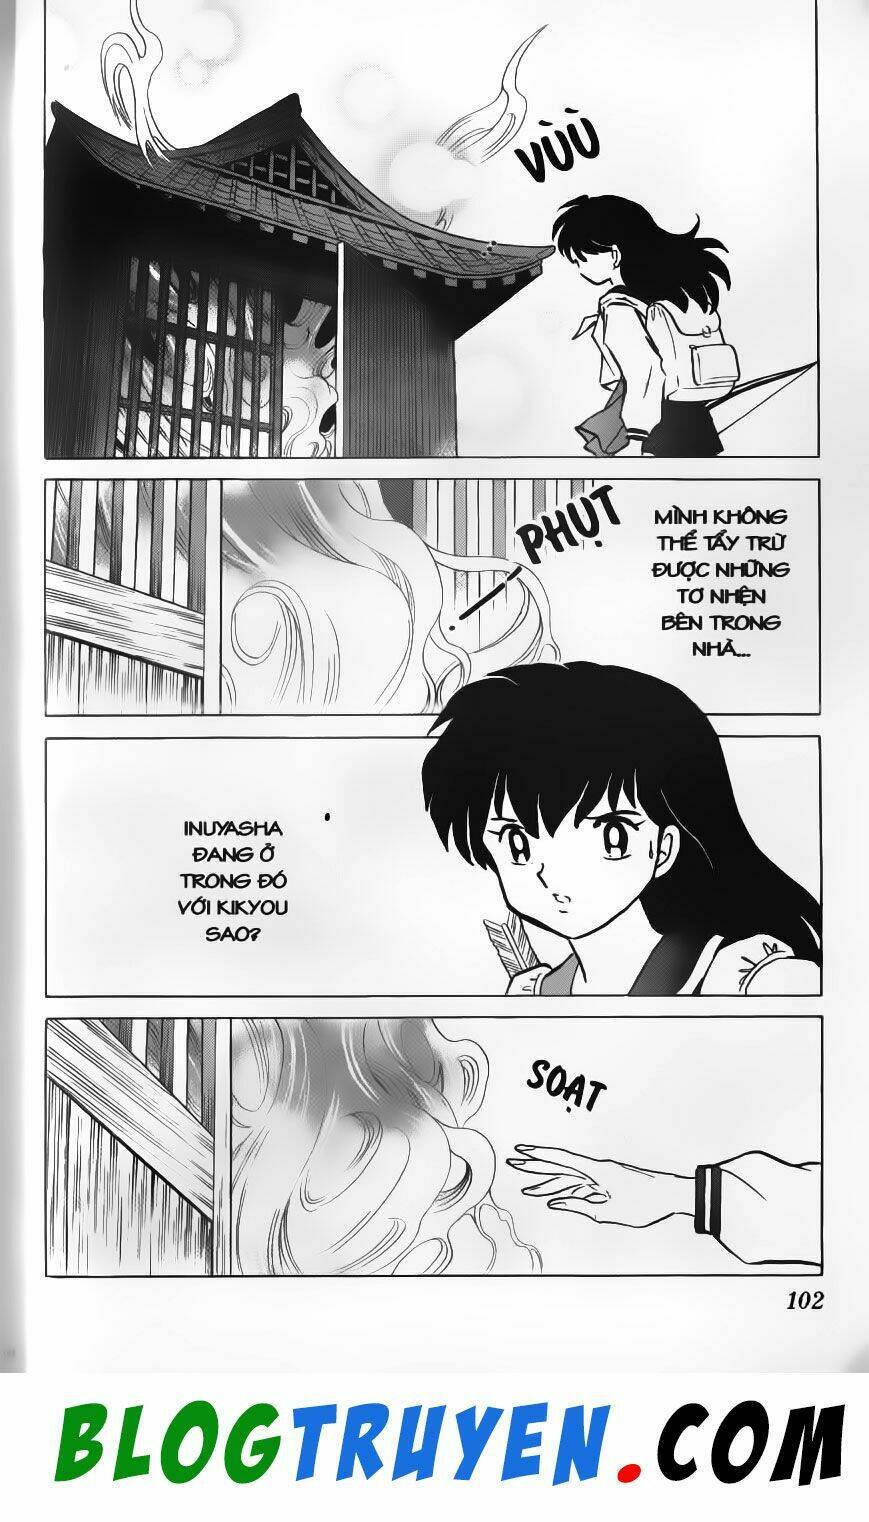 VÙÙ
PHỤT
MÌNH KHÔNG
THỂ TẨY TRỪ
ĐƯỢC NHỮNG
TƠ NHỆN
BÊN TRONG
NHÀ...
INUYASHA
ĐANG Ở
TRONG ĐÓ
VỚI KIKYOU
SAO?
SOẠT
102
BLOGTRUYEN.COM